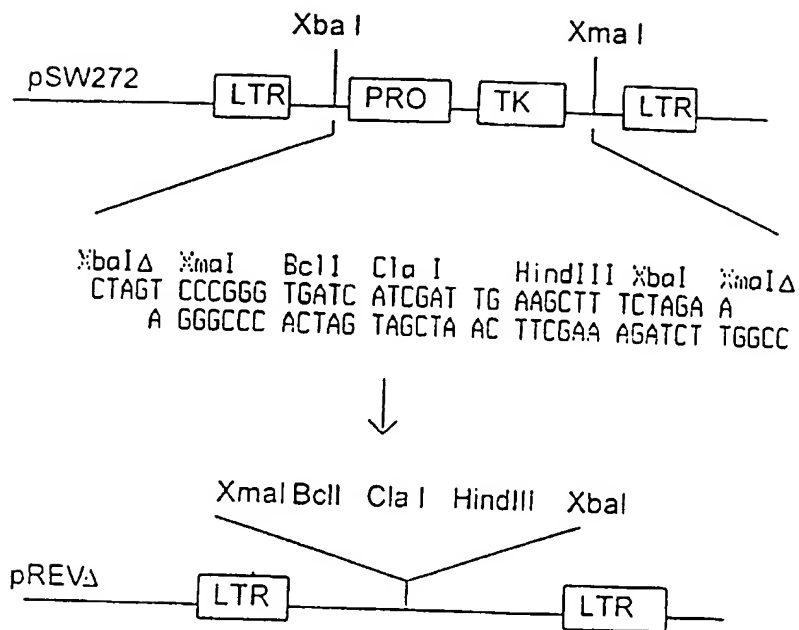 Xba I Xma I
pSW272
LTR PRO TK LTR
XbaIΔ XmaI BclI Cla I HindIII XbaI XmaIΔ
CTAGT CCCGGG TGATC ATCGAT TG AAGCTT TCTAGA A
A GGGCCC ACTAG TAGCTA AC TTCGAA AGATCT TGGCC
XmaI BclI Cla I HindIII XbaI
pREVΔ
LTR LTR